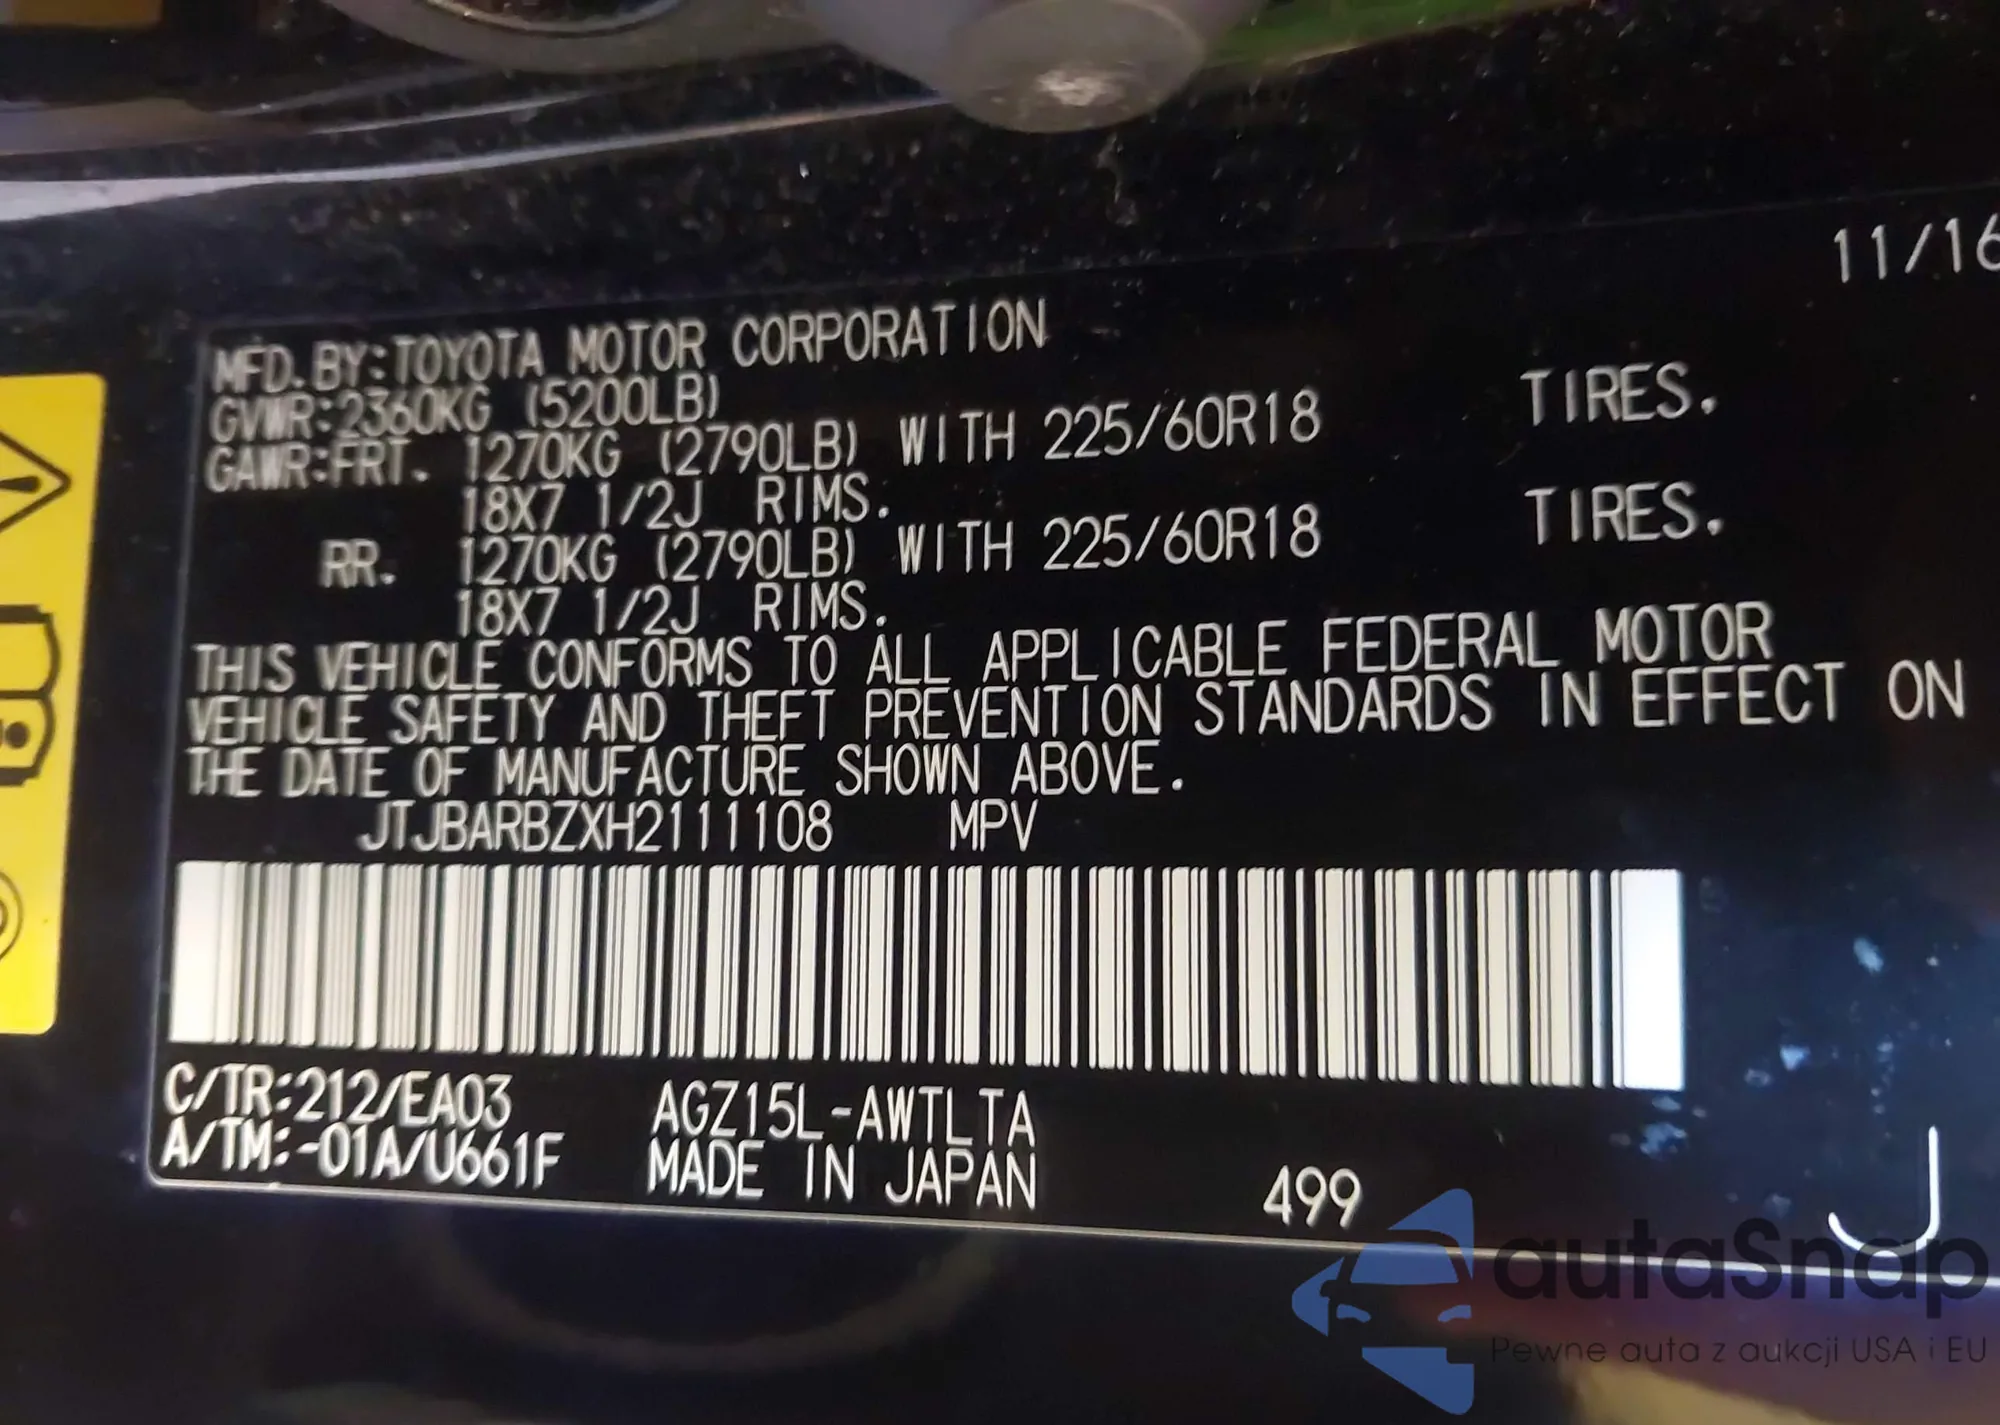 11/16
MFD.BY:TOYOTA MOTOR CORPORATION
GVWR:2360KG (5200LB)
GAWR:FRT. 1270KG (2790LB) WITH 225/60R18 TIRES.
18X7 1/2J RIMS.
RR. 1270KG (2790LB) WITH 225/60R18 TIRES.
18X7 1/2J RIMS.
THIS VEHICLE CONFORMS TO ALL APPLICABLE FEDERAL MOTOR
VEHICLE SAFETY AND THEFT PREVENTION STANDARDS IN EFFECT ON
THE DATE OF MANUFACTURE SHOWN ABOVE.
JTJBARBZXH2111108 MPV
C/TR:212/EA03 AGZ15L-AWTLTA
A/TM:-01A/U661F MADE IN JAPAN 499
J
autaSnap
Pewne auta z aukcji USA i EU